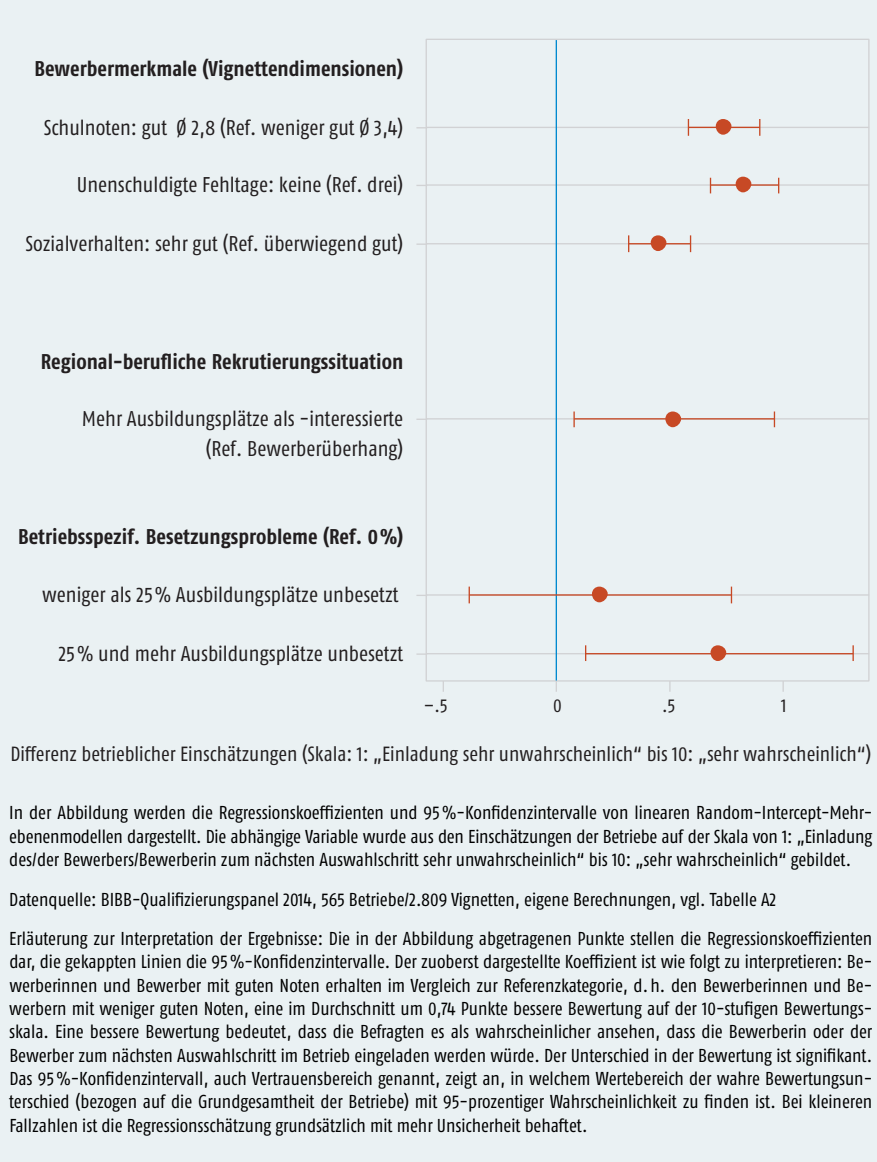 Bewerbermerkmale (Vignettendimensionen)
Schulnoten: gut Ø 2,8 (Ref. weniger gut Ø 3,4)
Unenschuldigte Fehltage: keine (Ref. drei)
Sozialverhalten: sehr gut (Ref. überwiegend gut)
Regional-berufliche Rekrutierungssituation
Mehr Ausbildungsplätze als -interessierte
(Ref. Bewerberüberhang)
Betriebsspezif. Besetzungsprobleme (Ref. 0 %)
weniger als 25 % Ausbildungsplätze unbesetzt
25 % und mehr Ausbildungsplätze unbesetzt
-.5 0 .5 1
Differenz betrieblicher Einschätzungen (Skala: 1: „Einladung sehr unwahrscheinlich“ bis 10: „sehr wahrscheinlich“)
In der Abbildung werden die Regressionskoeffizienten und 95 %-Konfidenzintervalle von linearen Random-Intercept-Mehr-
ebenenmodellen dargestellt. Die abhängige Variable wurde aus den Einschätzungen der Betriebe auf der Skala von 1: „Einladung
des/der Bewerbers/Bewerberin zum nächsten Auswahlschritt sehr unwahrscheinlich“ bis 10: „sehr wahrscheinlich“ gebildet.
Datenquelle: BIBB-Qualifizierungspanel 2014, 565 Betriebe/2.809 Vignetten, eigene Berechnungen, vgl. Tabelle A2
Erläuterung zur Interpretation der Ergebnisse: Die in der Abbildung abgetragenen Punkte stellen die Regressionskoeffizienten
dar, die gekappten Linien die 95 %-Konfidenzintervalle. Der zuoberst dargestellte Koeffizient ist wie folgt zu interpretieren: Be-
werberinnen und Bewerber mit guten Noten erhalten im Vergleich zur Referenzkategorie, d. h. den Bewerberinnen und Be-
werbern mit weniger guten Noten, eine im Durchschnitt um 0,74 Punkte bessere Bewertung auf der 10-stufigen Bewertungs-
skala. Eine bessere Bewertung bedeutet, dass die Befragten es als wahrscheinlicher ansehen, dass die Bewerberin oder der
Bewerber zum nächsten Auswahlschritt im Betrieb eingeladen werden würde. Der Unterschied in der Bewertung ist signifikant.
Das 95 %-Konfidenzintervall, auch Vertrauensbereich genannt, zeigt an, in welchem Wertebereich der wahre Bewertungsun-
terschied (bezogen auf die Grundgesamtheit der Betriebe) mit 95-prozentiger Wahrscheinlichkeit zu finden ist. Bei kleineren
Fallzahlen ist die Regressionsschätzung grundsätzlich mit mehr Unsicherheit behaftet.